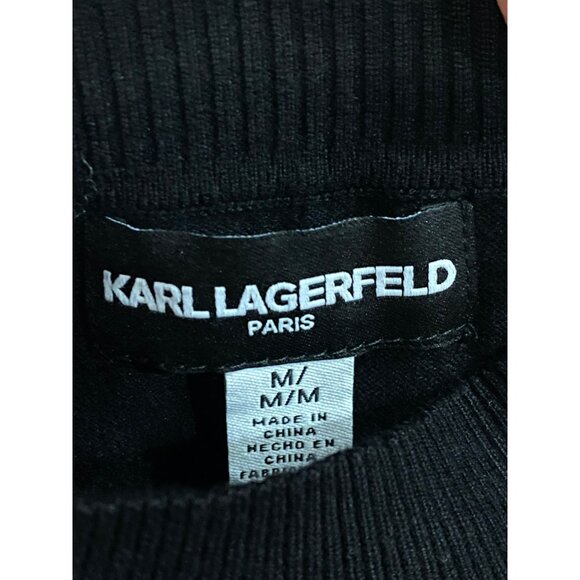 KARL LAGERFELD
PARIS
M/
M/M
MADE IN
CHINA
HECHO EN
CHINA